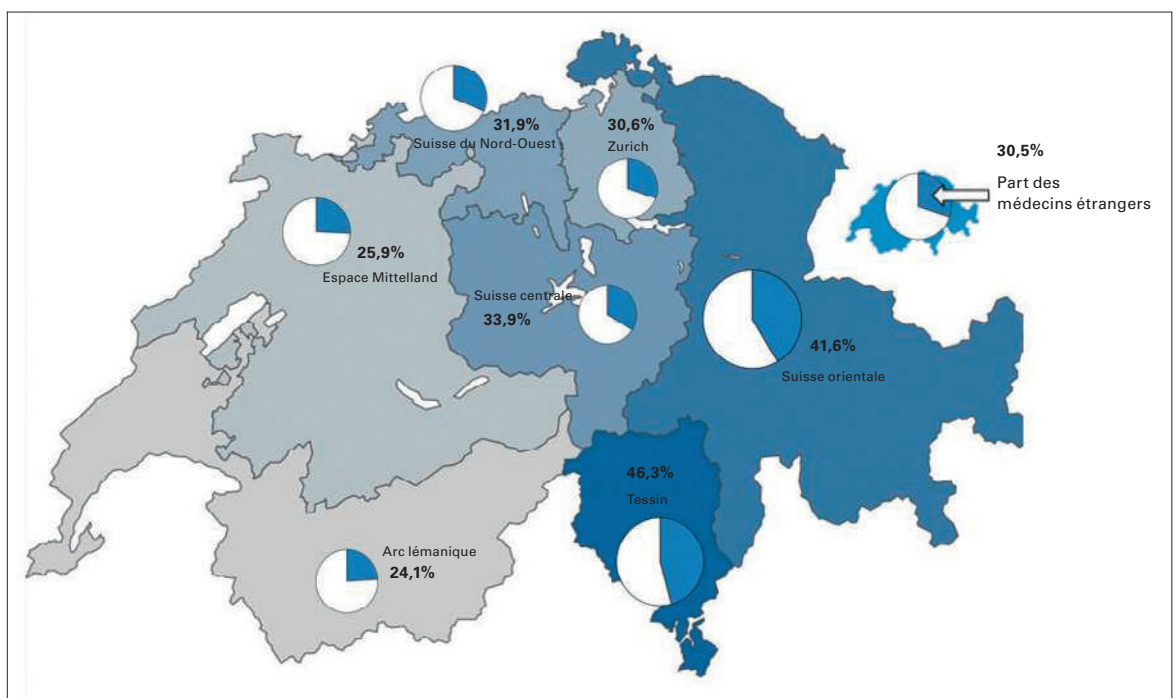 31,9%
Suisse du Nord-Ouest
30,6%
Zurich
30,5%
Part des
médecins étrangers
25,9%
Espace Mittelland
Suisse centrale
33,9%
41,6%
Suisse orientale
46,3%
Tessin
Arc lémanique
24,1%